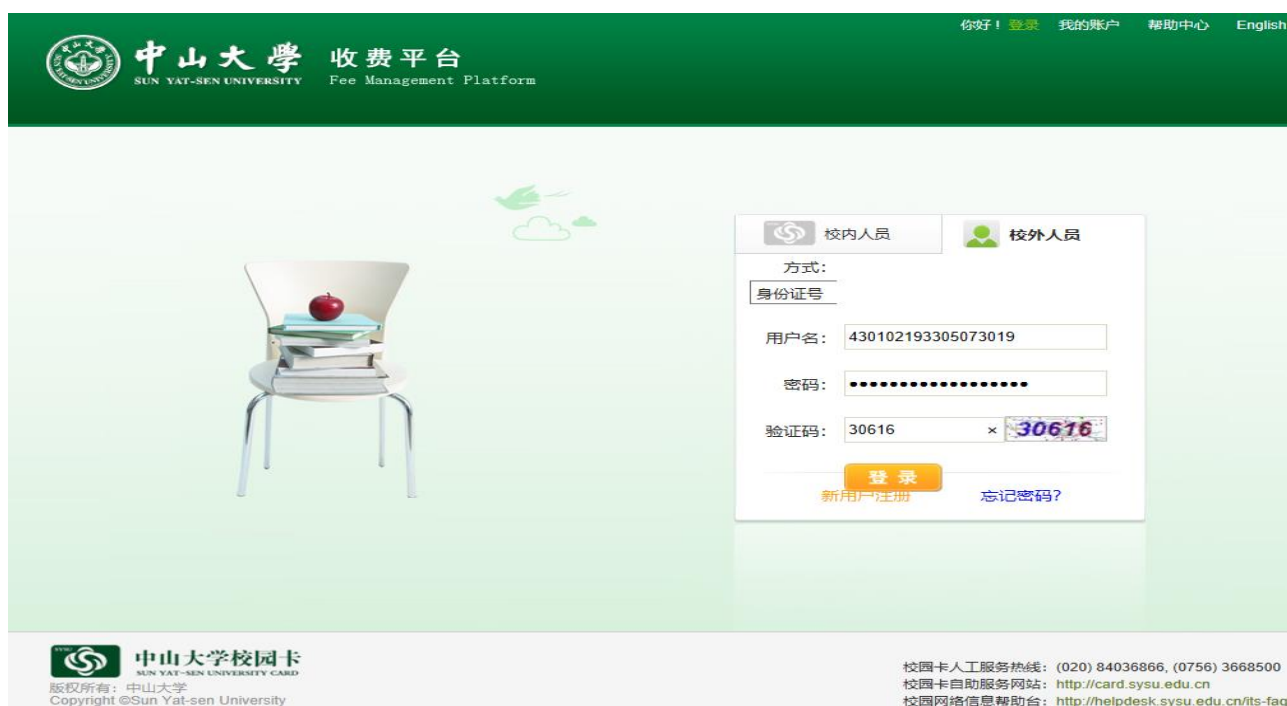 你好！登录 我的账户 帮助中心 English
中山大學 收费平台
SUN YAT-SEN UNIVERSITY Fee Management Platform
校内人员 校外人员
方式:
身份证号
用户名: 430102193305073019
密码: ••••••••••••••••••
验证码: 30616 × 30616
登 录
新用户注册 忘记密码?
中山大学校园卡
SUN YAT-SEN UNIVERSITY CARD
版权所有: 中山大学
Copyright ©Sun Yat-sen University
校园卡人工服务热线: (020) 84036866, (0756) 3668500
校园卡自助服务网站: http://card.sysu.edu.cn
校园网络信息帮助台: http://helpdesk.sysu.edu.cn/its-faq